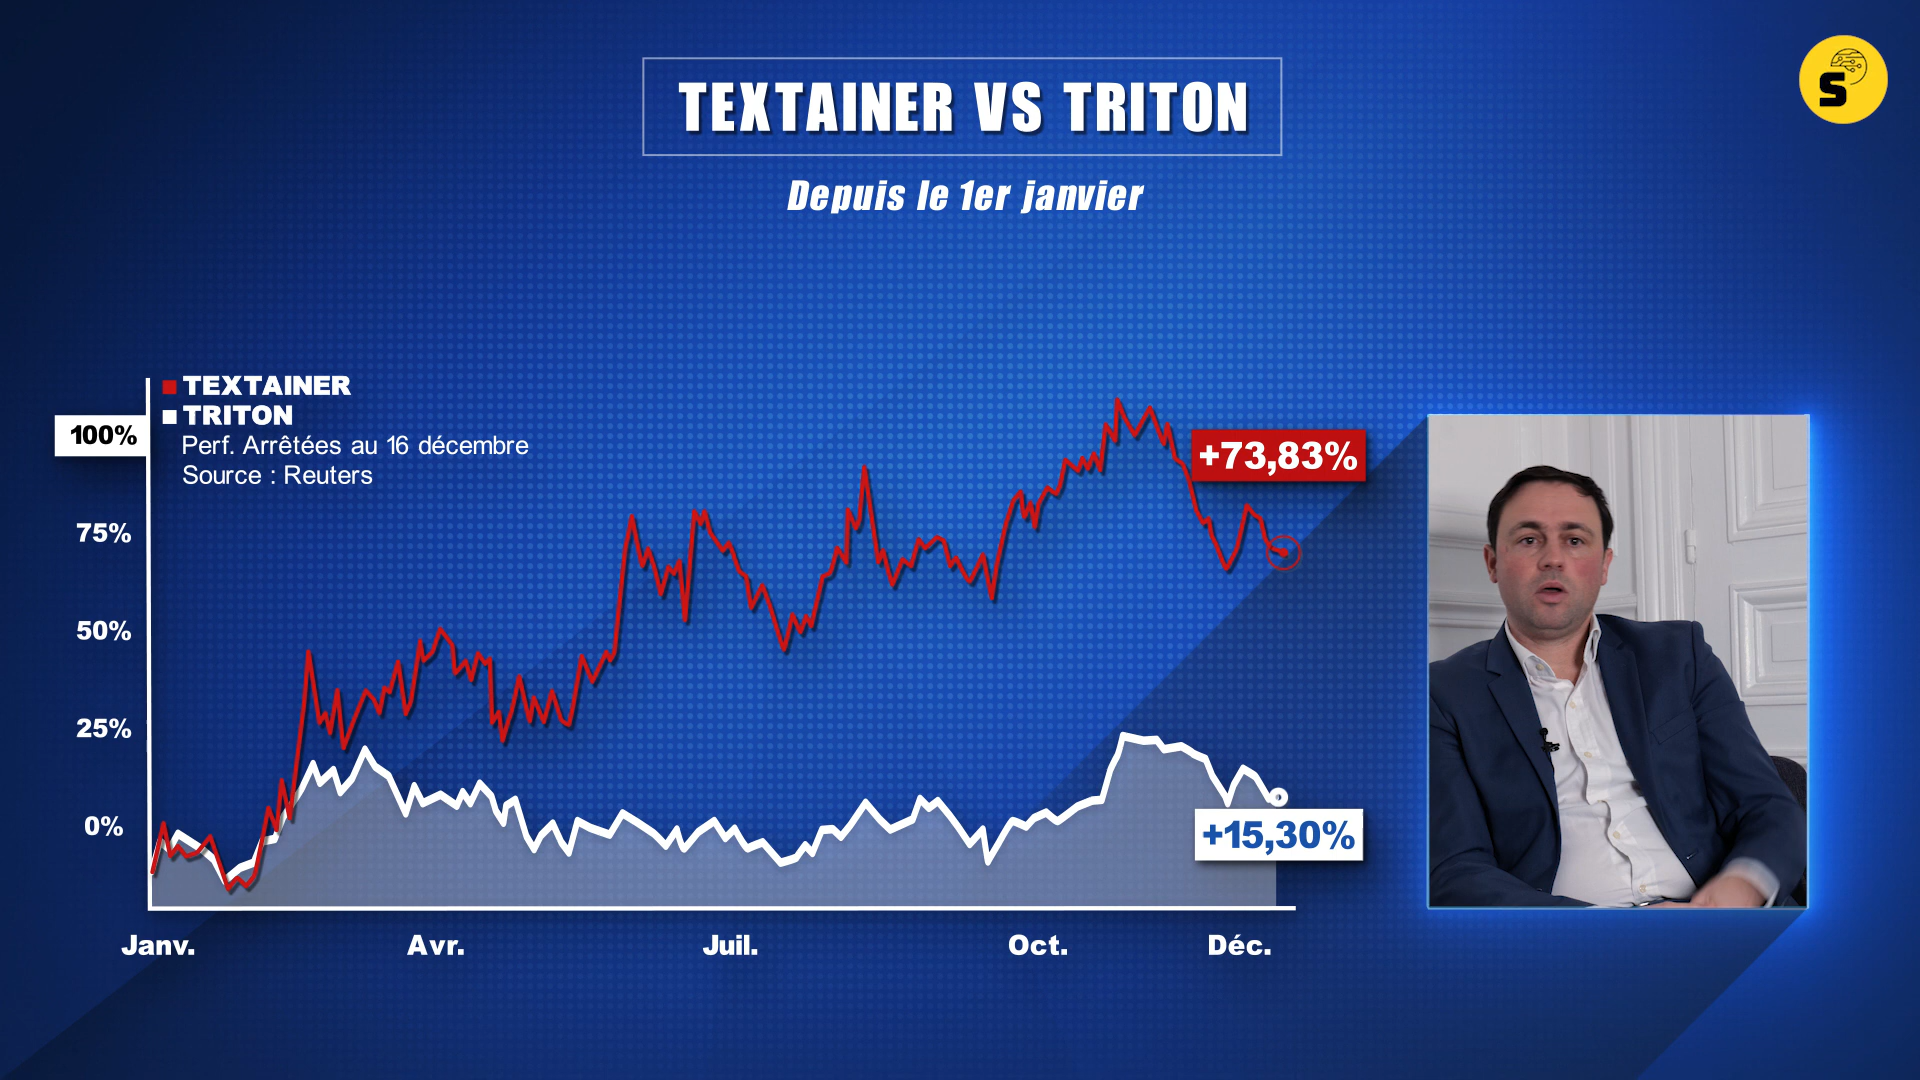 TEXTAINER VS TRITON
Depuis le 1er janvier
S
TEXTAINER
TRITON
Perf. Arrêtées au 16 décembre
Source : Reuters
100%
75%
50%
25%
0%
+73,83%
+15,30%
Janv.
Avr.
Juil.
Oct.
Déc.